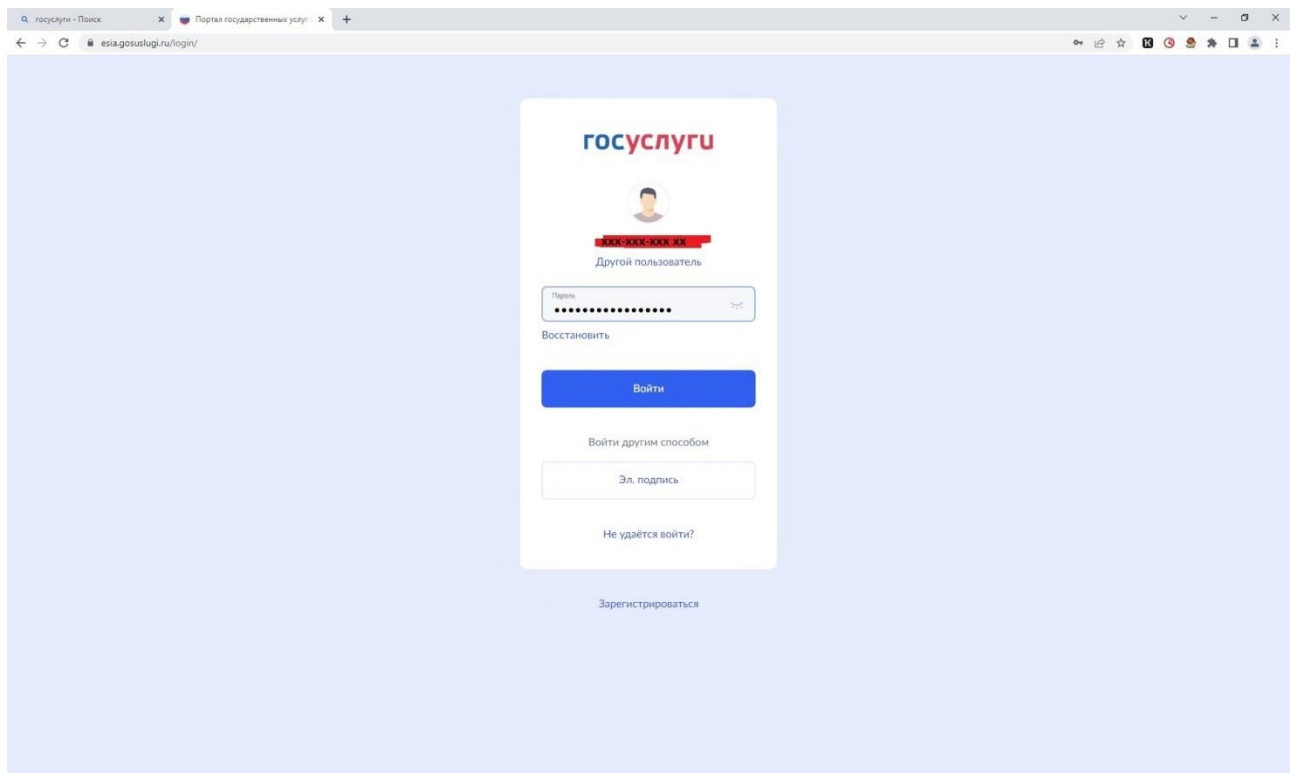 госуслуги - Поиск
Портал государственных услуг
esia.gosuslugi.ru/login/
госуслуги
xxx-xxx-xxx xx
Другой пользователь
Пароль
•••••••••••••••••
Восстановить
Войти
Войти другим способом
Эл. подпись
Не удаётся войти?
Зарегистрироваться